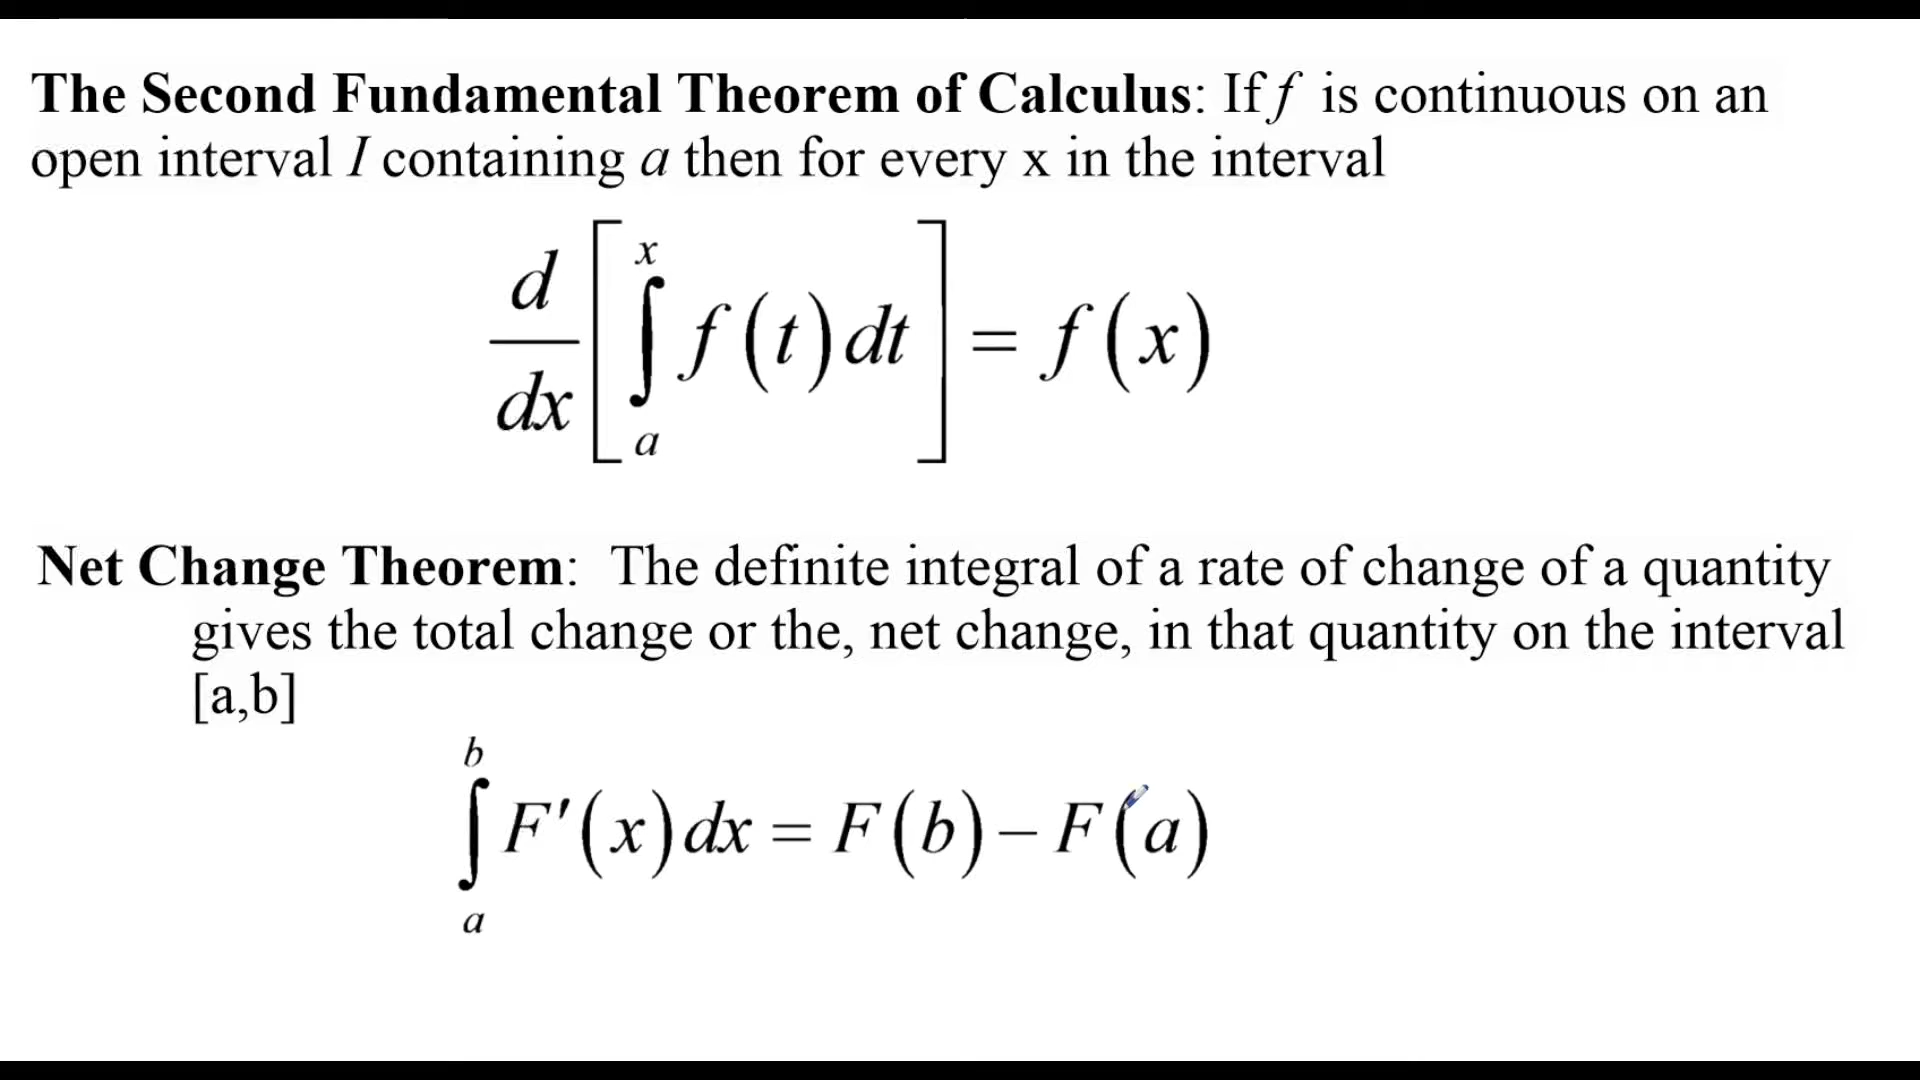 The Second Fundamental Theorem of Calculus: If f is continuous on an
open interval I containing a then for every x in the interval
d/dx [∫_a^x f(t) dt] = f(x)
Net Change Theorem: The definite integral of a rate of change of a quantity
gives the total change or the, net change, in that quantity on the interval
[a,b]
∫_a^b F'(x) dx = F(b) − F(a)